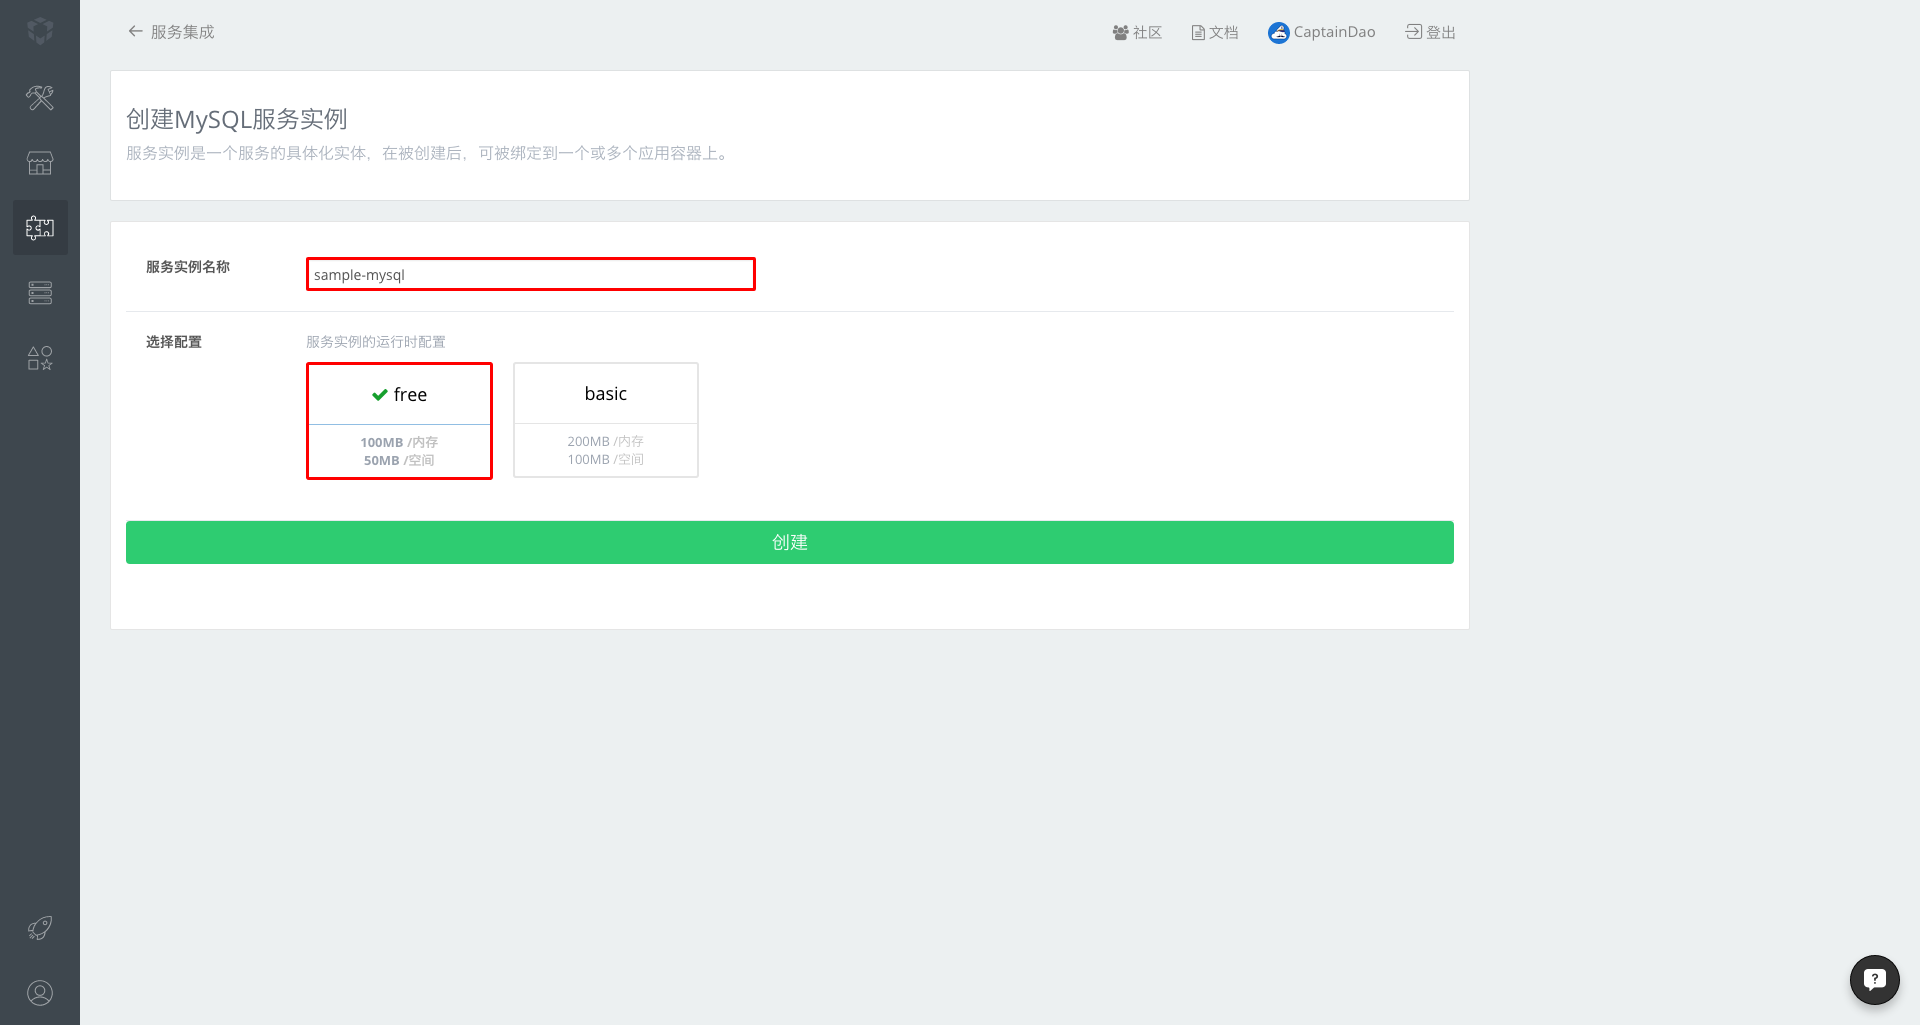 服务集成
社区 文档 CaptainDao 登出
创建MySQL服务实例
服务实例是一个服务的具体化实体，在被创建后，可被绑定到一个或多个应用容器上。
服务实例名称
sample-mysql
选择配置
服务实例的运行时配置
free
100MB /内存
50MB /空间
basic
200MB /内存
100MB /空间
创建
?